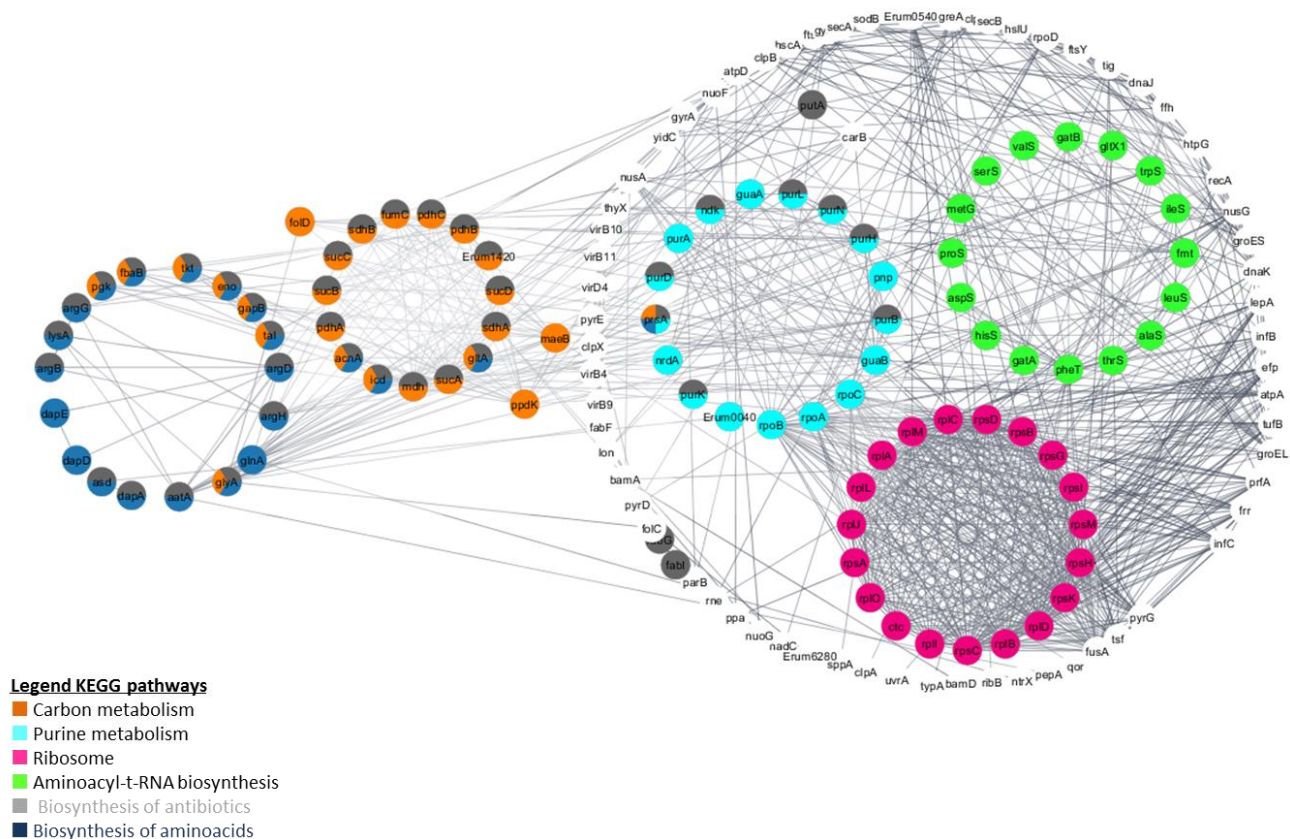 sodB
Erum0540
greA
secB
secA
hslU
rpoD
ftsY
hscA
clpB
tig
atpD
dnaJ
nuoF
putA
ffh
gyrA
yidC
carB
valS
gatB
gltX1
htpG
serS
trpS
recA
nusA
guaA
purL
thyX
ndk
purN
metG
ileS
nusG
folD
sdhB
fumC
pdhC
pdhB
virB10
purA
purH
groES
sucC
Erum1420
virB11
proS
fmt
pgk
fbaB
tkt
eno
dnaK
sucB
sucD
virD4
purD
pnp
aspS
leuS
argG
gapB
lepA
pyrE
prsA
purB
lysA
tal
pdhA
sdhA
maeB
hisS
alaS
infB
clpX
acnA
gltA
nrdA
guaB
gatA
pheT
thrS
efp
argB
argD
icd
mdh
sucA
virB4
purK
rpoC
atpA
dapE
argH
ppdK
virB9
Erum0040
rpoB
rpoA
rplM
rplC
rpsD
rpsB
tufB
fabF
dapD
glnA
lon
rplA
rpsG
groEL
asd
dapA
aatA
glyA
bamA
rplL
rpsI
prfA
pyrD
frr
folC
rplJ
rpsM
infC
fabI
rpsA
rpsH
parB
rne
rplO
rpsK
ppa
ctc
rplD
pyrG
nuoG
rplI
rpsC
rplB
tsf
nadC
fusA
Erum6280
sppA
clpA
qor
uvrA
typA
bamD
ribB
ntrX
pepA
Legend KEGG pathways
Carbon metabolism
Purine metabolism
Ribosome
Aminoacyl-t-RNA biosynthesis
Biosynthesis of antibiotics
Biosynthesis of aminoacids